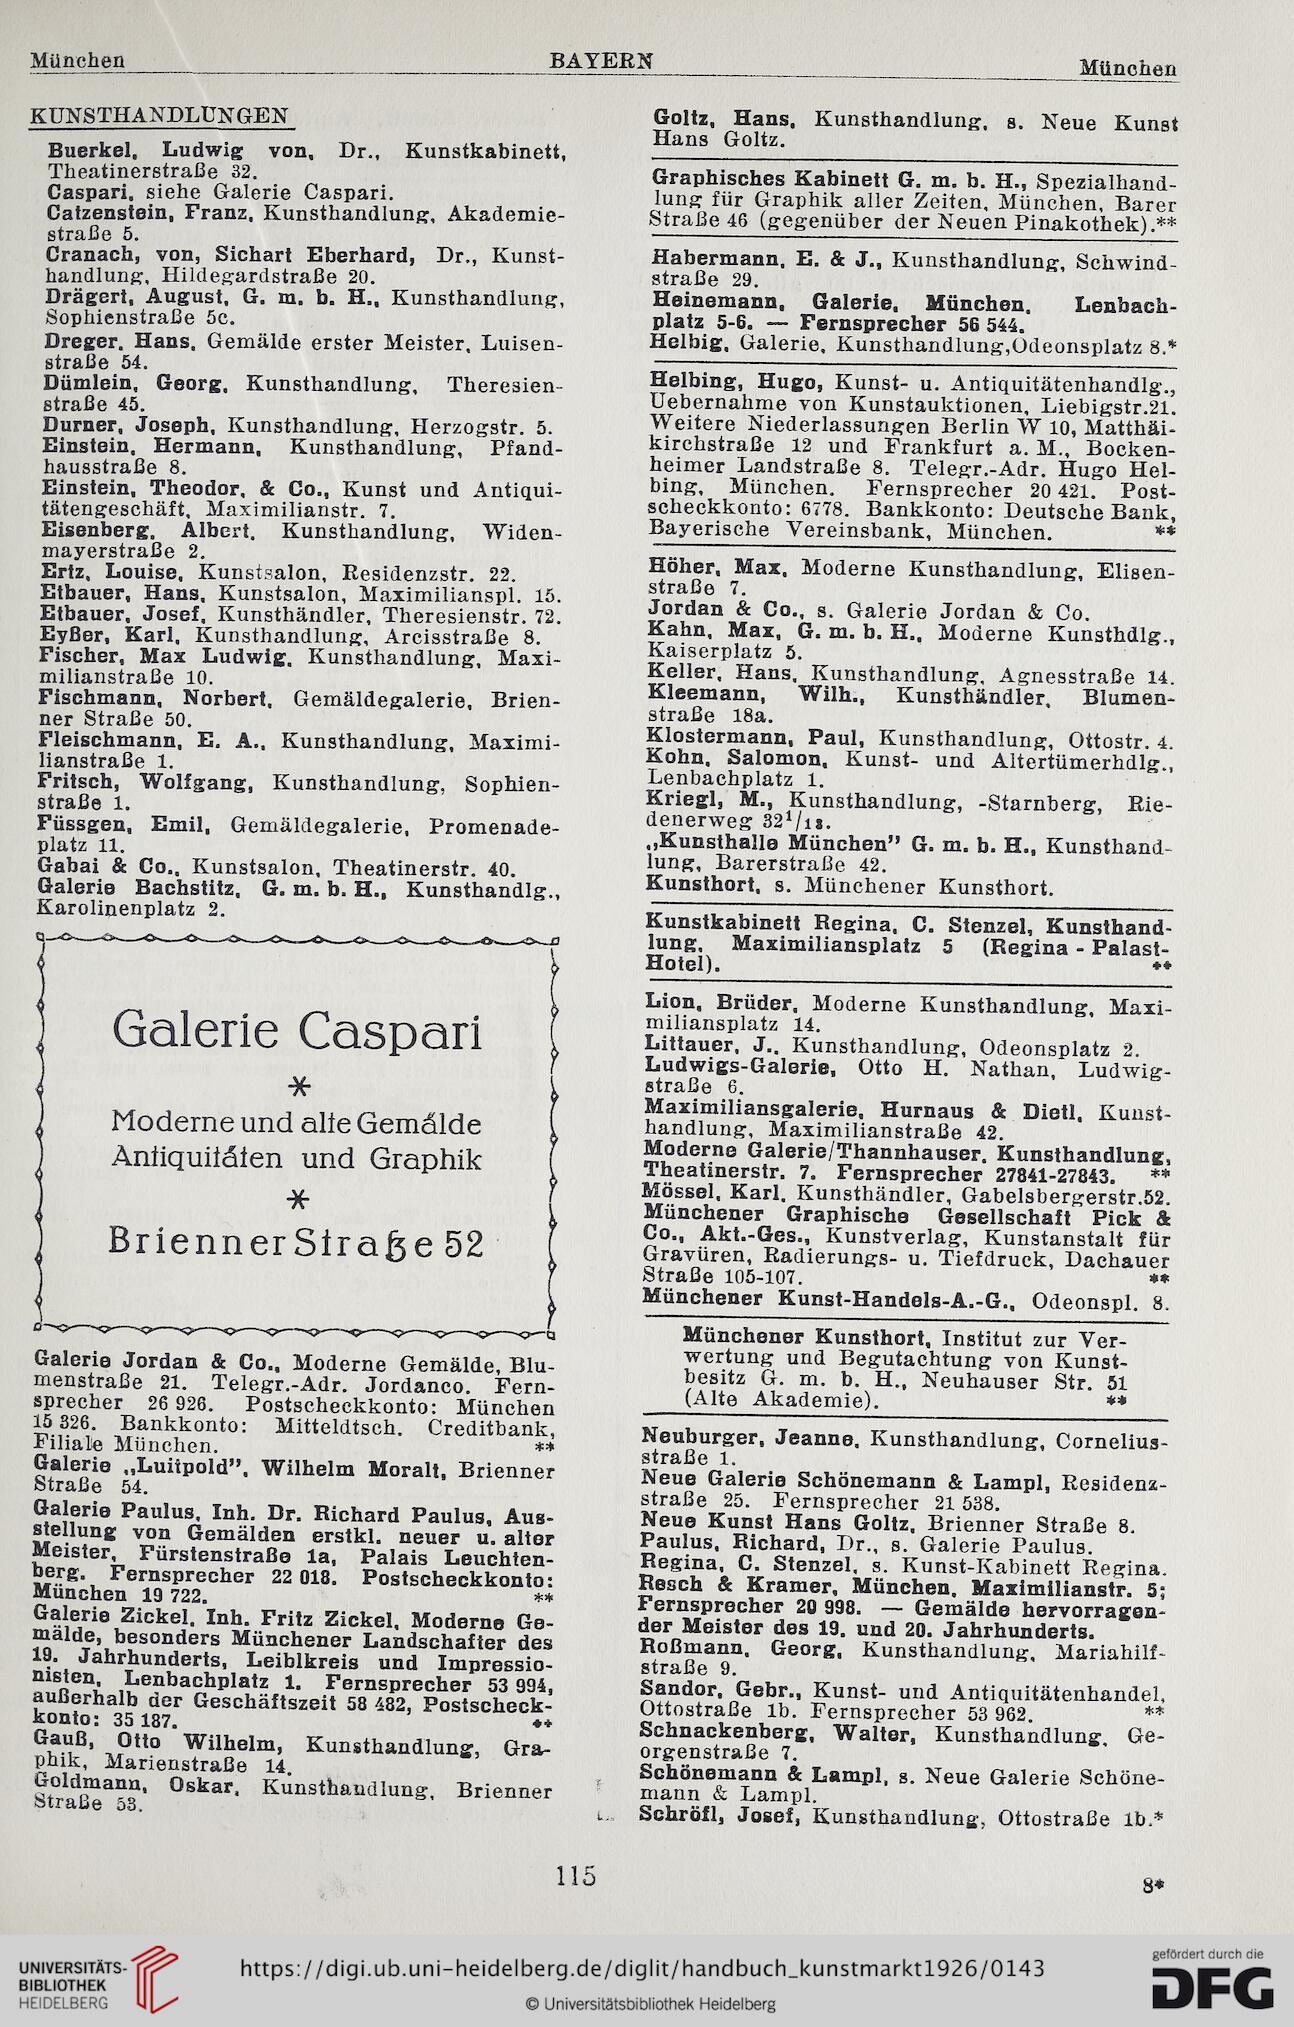 München
BAYERN
München
KUNSTHANDLUNGEN
Buerkel, Ludwig von, Dr., Kunstkabinett,
Theatinerstraße 32.
Caspari, siehe Galerie Caspari.
Catzenstein, Franz, Kunsthandlung, Akademie-
straße 5.
Cranach, von, Sichart Eberhard, Dr., Kunst-
handlung, Hildegardstraße 20.
Drägert, August, G. m. b. H., Kunsthandlung,
Sophienstraße 5c.
Dreger, Hans, Gemälde erster Meister, Luisen-
straße 54.
Dümlein, Georg, Kunsthandlung, Theresien-
straße 45.
Durner, Joseph, Kunsthandlung, Herzogstr. 5.
Einstein, Hermann, Kunsthandlung, Pfand-
hausstraße 8.
Einstein, Theodor, & Co., Kunst und Antiqui-
tätengeschäft, Maximilianstr. 7.
Eisenberg, Albert, Kunsthandlung, Widen-
mayerstraße 2.
Ertz, Louise, Kunstsalon, Residenzstr. 22.
Etbauer, Hans, Kunstsalon, Maximilianspl. 15.
Etbauer, Josef, Kunsthändler, Theresienstr. 72.
Eyßer, Karl, Kunsthandlung, Arcisstraße 8.
Fischer, Max Ludwig, Kunsthandlung, Maxi-
milianstraße 10.
Fischmann, Norbert, Gemäldegalerie, Brien-
ner Straße 50.
Fleischmann, E. A., Kunsthandlung, Maximi-
lianstraße 1.
Fritsch, Wolfgang, Kunsthandlung, Sophien-
straße 1.
Füssgen, Emil, Gemäldegalerie, Promenade-
platz 11.
Gabai & Co., Kunstsalon, Theatinerstr. 40.
Galerie Bachstitz, G. m. b. H., Kunsthandlg.,
Karolinenplatz 2.
Galerie Caspari
*
Moderne und alte Gemälde
Antiquitäten und Graphik
*
Brienner Straße 52
Galerie Jordan & Co., Moderne Gemälde, Blu-
menstraße 21. Telegr.-Adr. Jordanco. Fern-
sprecher 26 926. Postscheckkonto: München
15 326. Bankkonto: Mitteldtsch. Creditbank,
Filiale München. **
Galerie „Luitpold”, Wilhelm Moralt, Brienner
Straße 54.
Galerie Paulus, Inh. Dr. Richard Paulus, Aus-
stellung von Gemälden erstkl. neuer u. alter
Meister, Fürstenstraße 1a, Palais Leuchten-
berg. Fernsprecher 22 018. Postscheckkonto:
München 19 722. **
Galerie Zickel, Inh. Fritz Zickel, Moderne Ge-
mälde, besonders Münchener Landschafter des
19. Jahrhunderts, Leiblkreis und Impressio-
nisten, Lenbachplatz 1. Fernsprecher 53 994,
außerhalb der Geschäftszeit 58 482, Postscheck-
konto: 35 187. **
Gauß, Otto Wilhelm, Kunsthandlung, Gra-
phik, Marienstraße 14.
Goldmann, Oskar, Kunsthandlung, Brienner
Straße 53.
Goltz, Hans, Kunsthandlung, s. Neue Kunst
Hans Goltz.
Graphisches Kabinett G. m. b. H., Spezialhand-
lung für Graphik aller Zeiten, München, Barer
Straße 46 (gegenüber der Neuen Pinakothek).**
Habermann, E. & J., Kunsthandlung, Schwind-
straße 29.
Heinemann, Galerie, München, Lenbach-
platz 5-6. — Fernsprecher 56 544.
Helbig, Galerie, Kunsthandlung,Odeonsplatz 8.*
Helbing, Hugo, Kunst- u. Antiquitätenhandlg.,
Uebernahme von Kunstauktionen, Liebigstr.21.
Weitere Niederlassungen Berlin W 10, Matthäi-
kirchstraße 12 und Frankfurt a. M., Bocken-
heimer Landstraße 8. Telegr.-Adr. Hugo Hel-
bing, München. Fernsprecher 20 421. Post-
scheckkonto: 6778. Bankkonto: Deutsche Bank,
Bayerische Vereinsbank, München. **
Höher, Max, Moderne Kunsthandlung, Elisen-
straße 7.
Jordan & Co., s. Galerie Jordan & Co.
Kahn, Max, G. m. b. H., Moderne Kunsthdlg.,
Kaiserplatz 5.
Keller, Hans, Kunsthandlung, Agnesstraße 14.
Kleemann, Wilh., Kunsthändler, Blumen-
straße 18a.
Klostermann, Paul, Kunsthandlung, Ottostr. 4.
Kohn, Salomon, Kunst- und Altertümerhdlg.,
Lenbachplatz 1.
Kriegl, M., Kunsthandlung, -Starnberg, Rie-
denerweg 32¹/₁₈.
„Kunsthalle München” G. m. b. H., Kunsthand-
lung, Barerstraße 42.
Kunsthort, s. Münchener Kunsthort.
Kunstkabinett Regina, C. Stenzel, Kunsthand-
lung, Maximiliansplatz 5 (Regina - Palast-
Hotel). **
Lion, Brüder, Moderne Kunsthandlung, Maxi-
miliansplatz 14.
Littauer, J., Kunsthandlung, Odeonsplatz 2.
Ludwigs-Galerie, Otto H. Nathan, Ludwig-
straße 6.
Maximiliansgalerie, Hurnaus & Dietl, Kunst-
handlung, Maximilianstraße 42.
Moderne Galerie/Thannhauser, Kunsthandlung,
Theatinerstr. 7. Fernsprecher 27841-27843. **
Mössel, Karl, Kunsthändler, Gabelsbergerstr.52.
Münchener Graphische Gesellschaft Pick &
Co., Akt.-Ges., Kunstverlag, Kunstanstalt für
Gravüren, Radierungs- u. Tiefdruck, Dachauer
Straße 105-107. **
Münchener Kunst-Handels-A.-G., Odeonspl. 8.
Münchener Kunsthort, Institut zur Ver-
wertung und Begutachtung von Kunst-
besitz G. m. b. H., Neuhauser Str. 51
(Alte Akademie). **
Neuburger, Jeanne, Kunsthandlung, Cornelius-
straße 1.
Neue Galerie Schönemann & Lampl, Residenz-
straße 25. Fernsprecher 21 538.
Neue Kunst Hans Goltz, Brienner Straße 8.
Paulus, Richard, Dr., s. Galerie Paulus.
Regina, C. Stenzel, s. Kunst-Kabinett Regina.
Resch & Kramer, München, Maximilianstr. 5;
Fernsprecher 20 998. — Gemälde hervorragen-
der Meister des 19. und 20. Jahrhunderts.
Roßmann, Georg, Kunsthandlung, Mariahilf-
straße 9.
Sandor, Gebr., Kunst- und Antiquitätenhandel,
Ottostraße 1b. Fernsprecher 53 962. **
Schnackenberg, Walter, Kunsthandlung, Ge-
orgenstraße 7.
Schönemann & Lampl, s. Neue Galerie Schöne-
mann & Lampl.
Schröfl, Josef, Kunsthandlung, Ottostraße 1b.*
115
8*
UNIVERSITÄTS-
BIBLIOTHEK
HEIDELBERG
https://digi.ub.uni-heidelberg.de/diglit/handbuch_kunstmarkt1926/0143
© Universitätsbibliothek Heidelberg
gefördert durch die
DFG